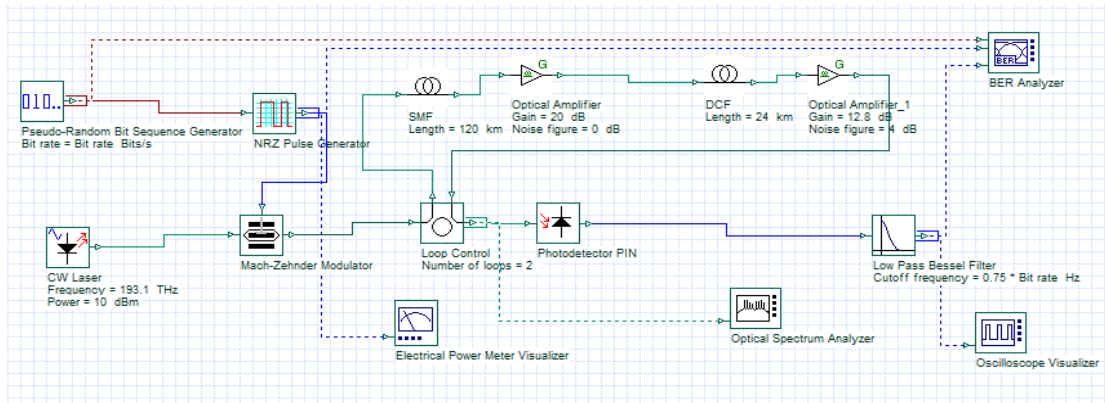 G
G
BER
BER Analyzer
010..
SMF
Length = 120 km
Optical Amplifier
Gain = 20 dB
Noise figure = 0 dB
DCF
Length = 24 km
Optical Amplifier_1
Gain = 12.8 dB
Noise figure = 4 dB
Pseudo-Random Bit Sequence Generator
Bit rate = Bit rate Bits/s
NRZ Pulse Generator
CW Laser
Frequency = 193.1 THz
Power = 10 dBm
Mach-Zehnder Modulator
Loop Control
Number of loops = 2
Photodetector PIN
Low Pass Bessel Filter
Cutoff frequency = 0.75 * Bit rate Hz
Electrical Power Meter Visualizer
Optical Spectrum Analyzer
Oscilloscope Visualizer